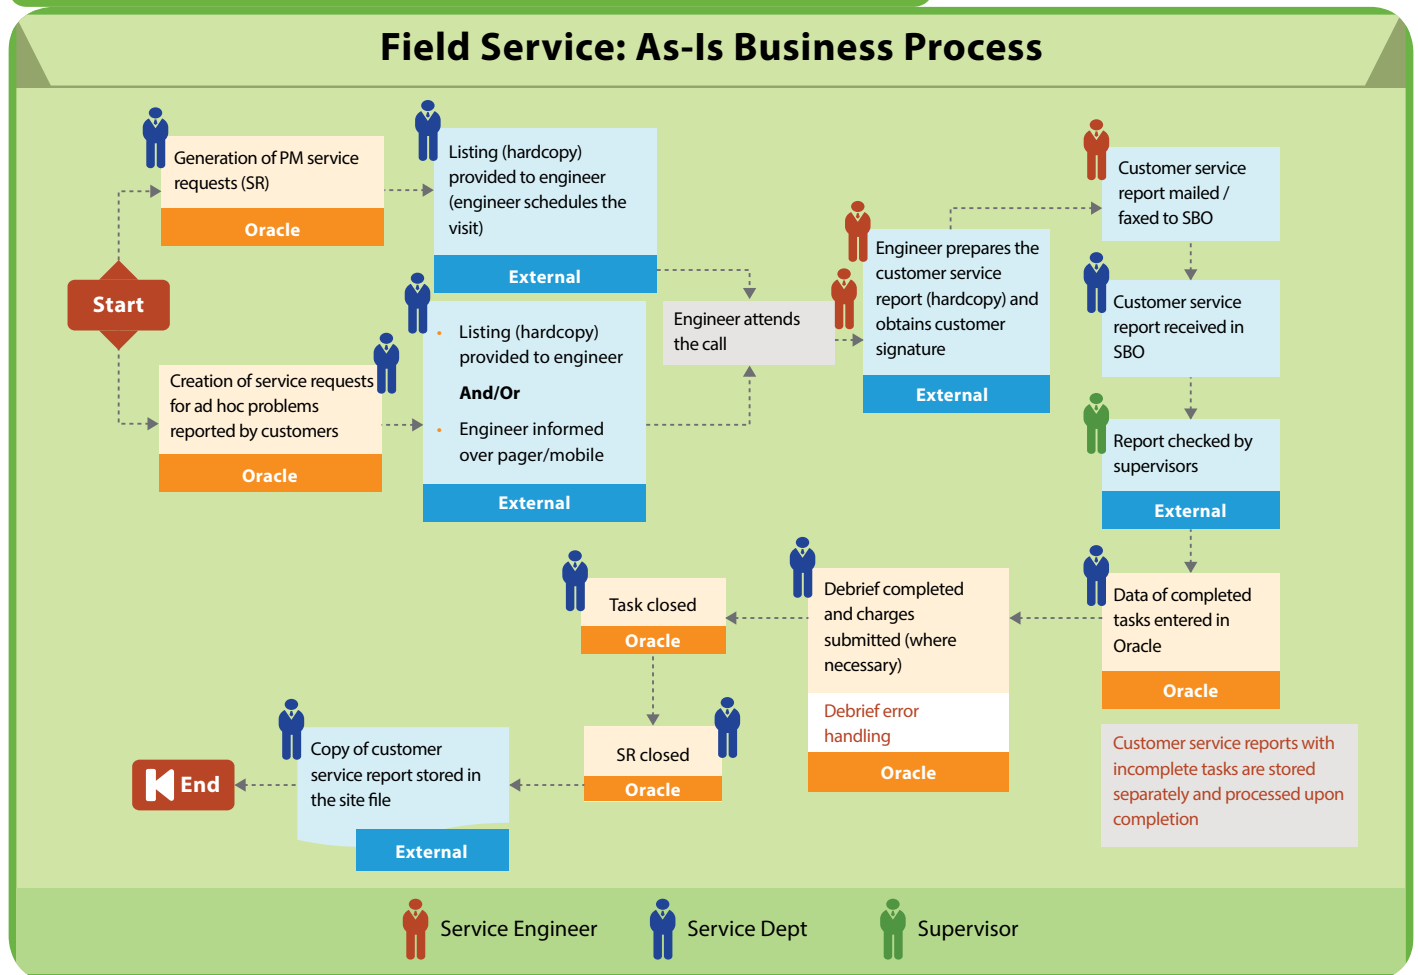 Field Service: As-Is Business Process
Generation of PM service
requests (SR)
Oracle
Listing (hardcopy)
provided to engineer
(engineer schedules the
visit)
External
Start
Creation of service requests
for ad hoc problems
reported by customers
Oracle
• Listing (hardcopy)
provided to engineer
And/Or
• Engineer informed
over pager/mobile
External
Engineer attends
the call
Engineer prepares the
customer service
report (hardcopy) and
obtains customer
signature
External
Customer service
report mailed /
faxed to SBO
Customer service
report received in
SBO
Report checked by
supervisors
External
Data of completed
tasks entered in
Oracle
Oracle
Customer service reports with
incomplete tasks are stored
separately and processed upon
completion
Debrief completed
and charges
submitted (where
necessary)
Debrief error
handling
Oracle
Task closed
Oracle
SR closed
Oracle
Copy of customer
service report stored in
the site file
External
End
Service Engineer
Service Dept
Supervisor